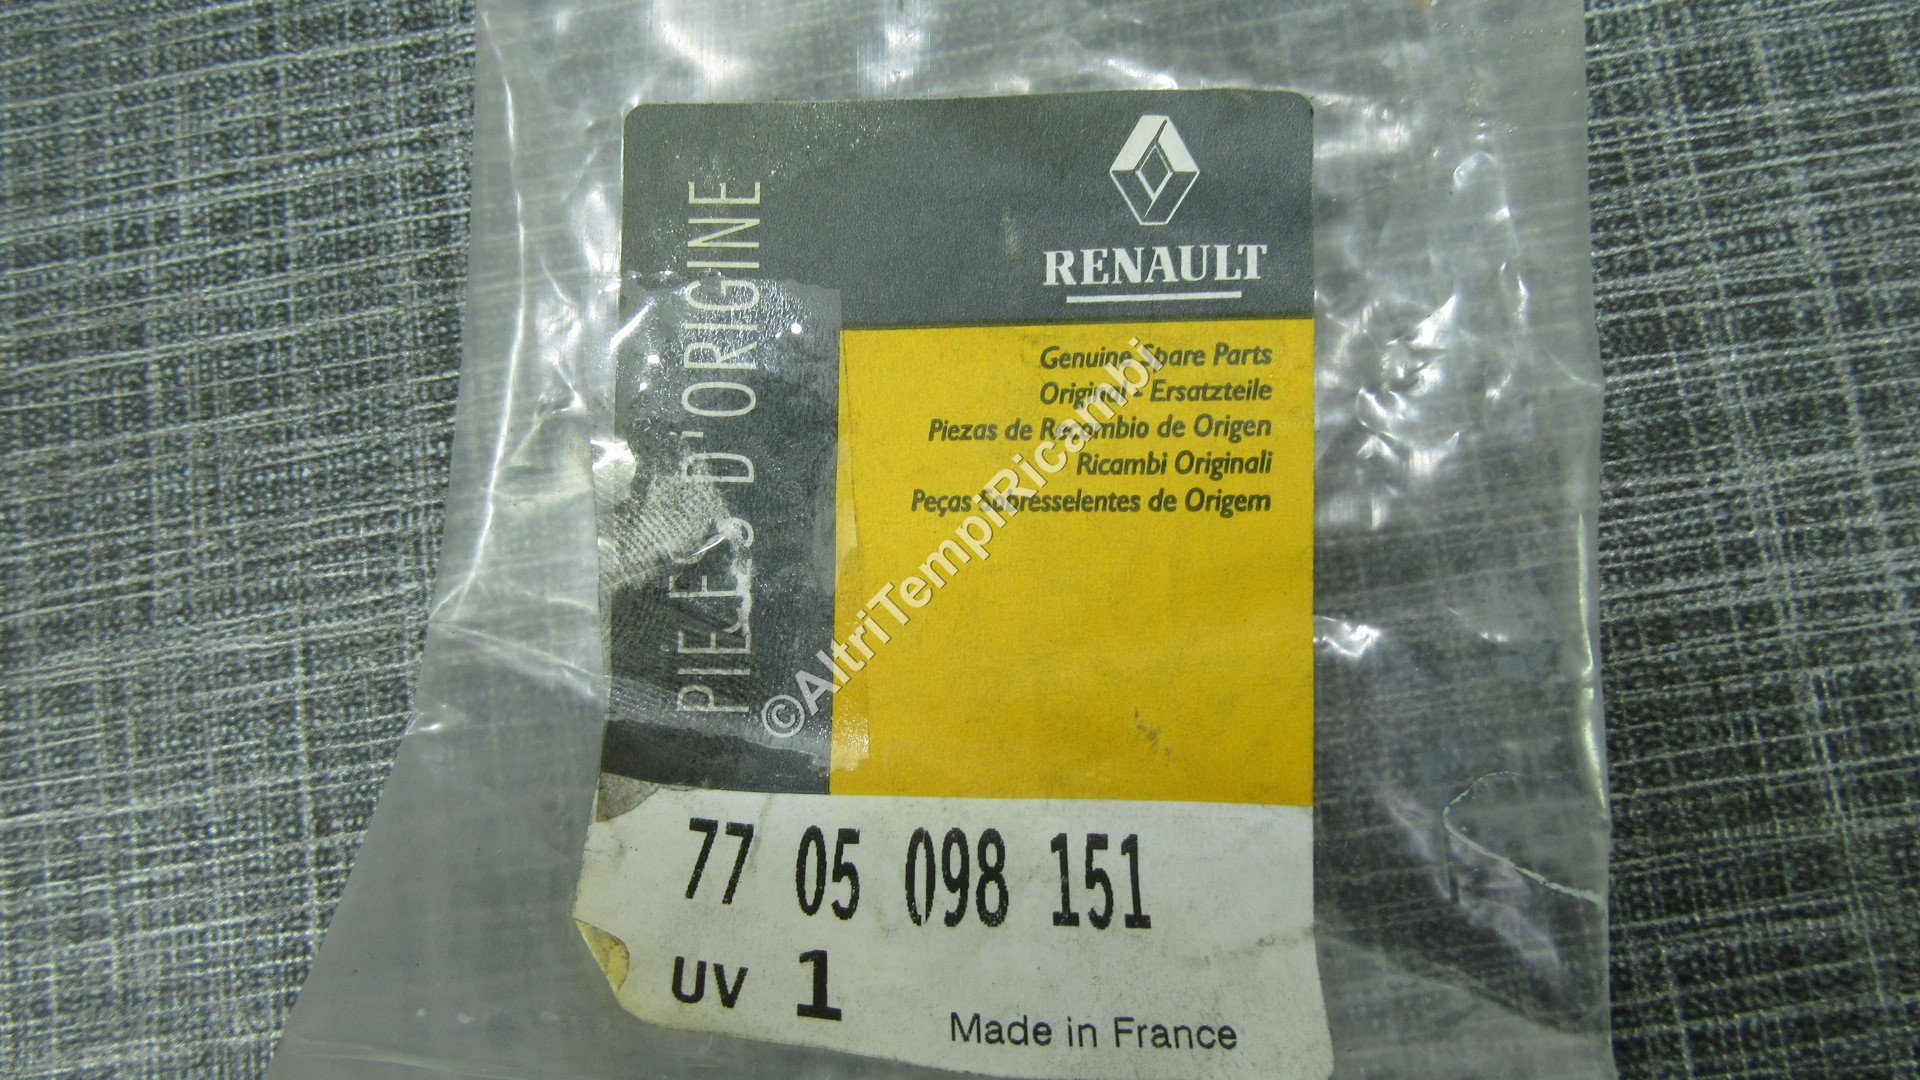 RENAULT
PIECES D'ORIGINE
Genuine Spare Parts
Original - Ersatzteile
Piezas de Recambio de Origen
Ricambi Originali
Peças Sobresselentes de Origem
©AltriTempiRicambi
77 05 098 151
UV 1
Made in France